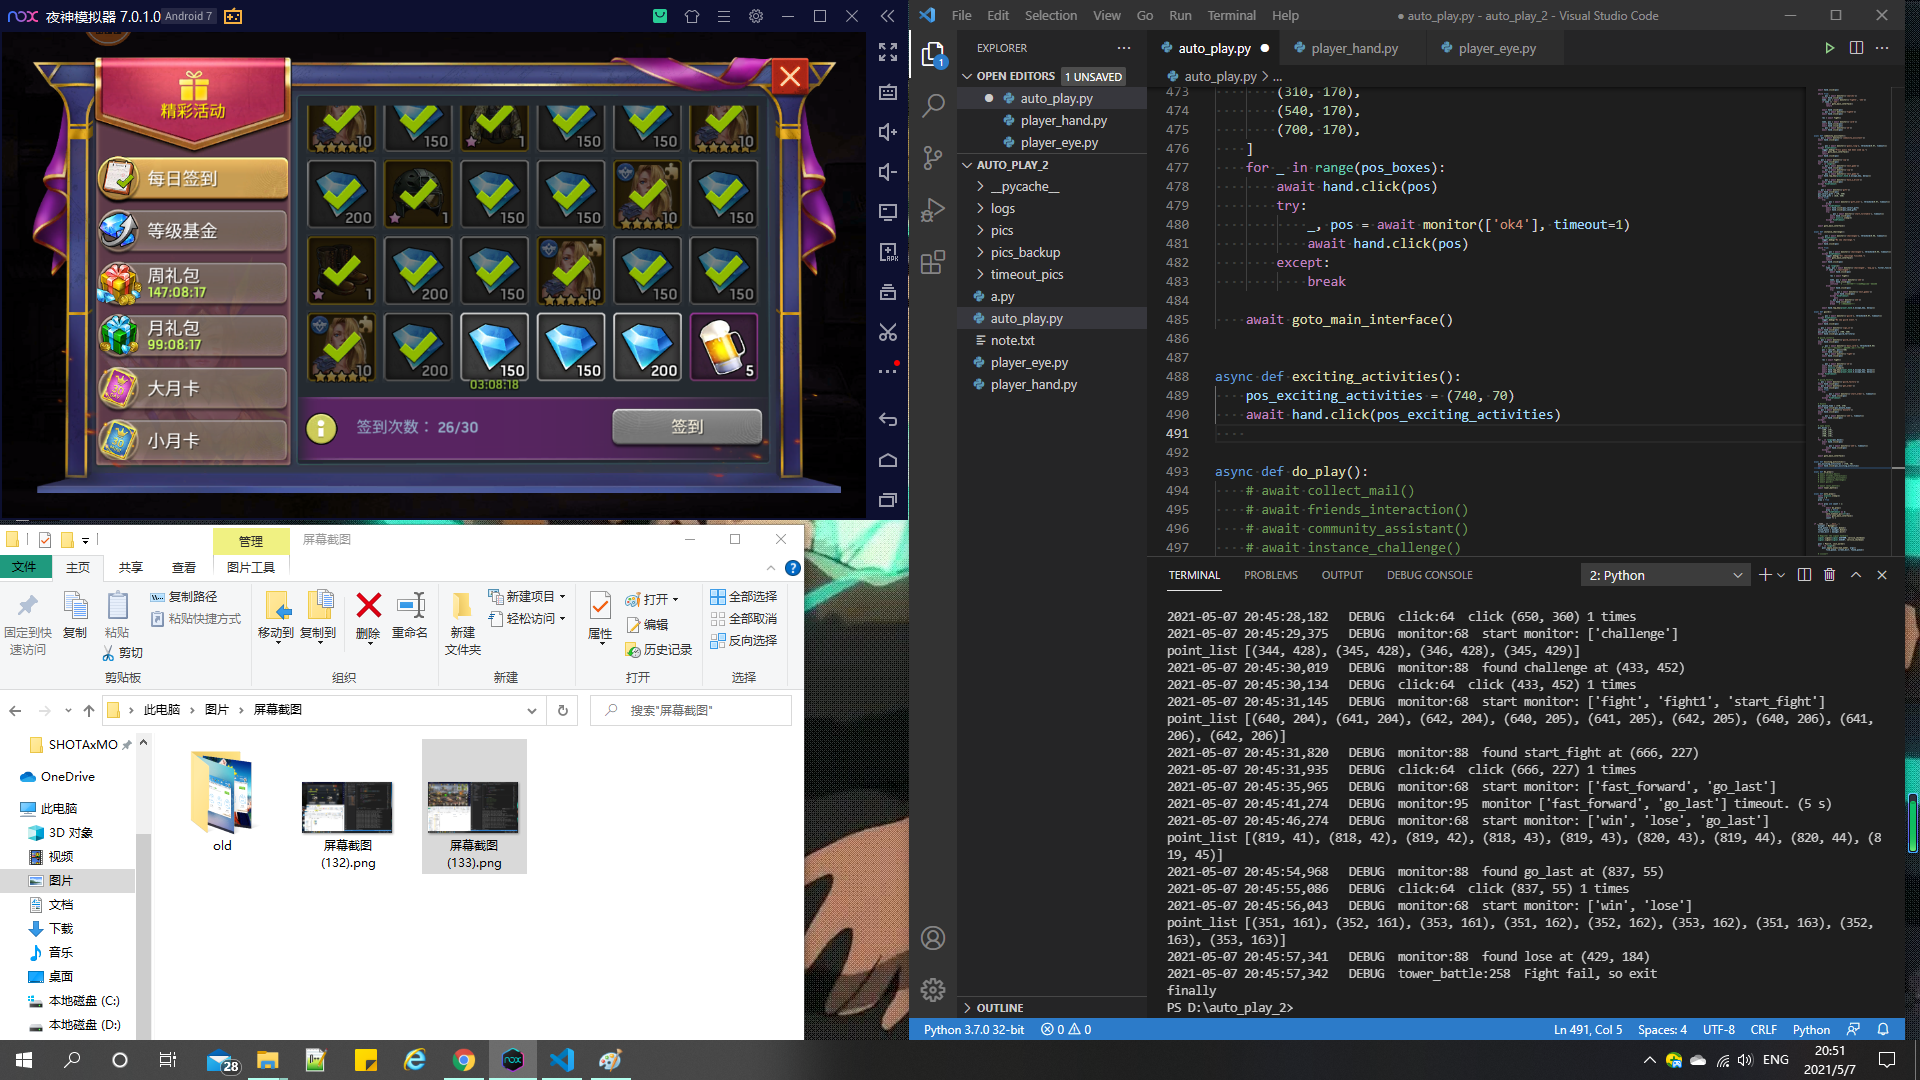 nox 夜神模拟器 7.0.1.0 Android 7
精彩活动
每日签到
等级基金
周礼包
147:08:17
月礼包
99:08:17
大月卡
小月卡
10 150 1 150 150 10
200 1 150 150 10 150
1 200 150 10 150 150
10 200 150 150 200 5
03:08:18
签到次数： 26/30
签到
管理
屏幕截图
文件 主页 共享 查看 图片工具
固定到快速访问
复制
粘贴
复制路径
粘贴快捷方式
剪切
剪贴板
移动到 复制到 删除 重命名
组织
新建
文件夹
新建项目
轻松访问
新建
属性
打开
编辑
历史记录
打开
全部选择
全部取消
反向选择
选择
此电脑 › 图片 › 屏幕截图
搜索"屏幕截图"
SHOTAxMO
OneDrive
此电脑
3D 对象
视频
图片
文档
下载
音乐
桌面
本地磁盘 (C:)
本地磁盘 (D:)
old
屏幕截图
(132).png
屏幕截图
(133).png
File Edit Selection View Go Run Terminal Help
● auto_play.py - auto_play_2 - Visual Studio Code
EXPLORER
OPEN EDITORS 1 UNSAVED
auto_play.py
player_hand.py
player_eye.py
AUTO_PLAY_2
__pycache__
logs
pics
pics_backup
timeout_pics
a.py
auto_play.py
note.txt
player_eye.py
player_hand.py
OUTLINE
1
auto_play.py player_hand.py player_eye.py
auto_play.py > ...
473 (310, 170),
474 (540, 170),
475 (700, 170),
476 ]
477 for _ in range(pos_boxes):
478 await hand.click(pos)
479 try:
480 _, pos = await monitor(['ok4'], timeout=1)
481 await hand.click(pos)
482 except:
483 break
484
485 await goto_main_interface()
486
487
488 async def exciting_activities():
489 pos_exciting_activities = (740, 70)
490 await hand.click(pos_exciting_activities)
491
492
493 async def do_play():
494 # await collect_mail()
495 # await friends_interaction()
496 # await community_assistant()
497 # await instance_challenge()
TERMINAL PROBLEMS OUTPUT DEBUG CONSOLE
2: Python
2021-05-07 20:45:28,182 DEBUG click:64 click (650, 360) 1 times
2021-05-07 20:45:29,375 DEBUG monitor:68 start monitor: ['challenge']
point_list [(344, 428), (345, 428), (346, 428), (345, 429)]
2021-05-07 20:45:30,019 DEBUG monitor:88 found challenge at (433, 452)
2021-05-07 20:45:30,134 DEBUG click:64 click (433, 452) 1 times
2021-05-07 20:45:31,145 DEBUG monitor:68 start monitor: ['fight', 'fight1', 'start_fight']
point_list [(640, 204), (641, 204), (642, 204), (640, 205), (641, 205), (642, 205), (640, 206), (641,
206), (642, 206)]
2021-05-07 20:45:31,820 DEBUG monitor:88 found start_fight at (666, 227)
2021-05-07 20:45:31,935 DEBUG click:64 click (666, 227) 1 times
2021-05-07 20:45:35,965 DEBUG monitor:68 start monitor: ['fast_forward', 'go_last']
2021-05-07 20:45:41,274 DEBUG monitor:95 monitor ['fast_forward', 'go_last'] timeout. (5 s)
2021-05-07 20:45:46,274 DEBUG monitor:68 start monitor: ['win', 'lose', 'go_last']
point_list [(819, 41), (818, 42), (819, 42), (818, 43), (819, 43), (820, 43), (819, 44), (820, 44), (8
19, 45)]
2021-05-07 20:45:54,968 DEBUG monitor:88 found go_last at (837, 55)
2021-05-07 20:45:55,086 DEBUG click:64 click (837, 55) 1 times
2021-05-07 20:45:56,043 DEBUG monitor:68 start monitor: ['win', 'lose']
point_list [(351, 161), (352, 161), (353, 161), (351, 162), (352, 162), (353, 162), (351, 163), (352,
163), (353, 163)]
2021-05-07 20:45:57,341 DEBUG monitor:88 found lose at (429, 184)
2021-05-07 20:45:57,342 DEBUG tower_battle:258 Fight fail, so exit
finally
PS D:\auto_play_2>
Python 3.7.0 32-bit 0 0
Ln 491, Col 5 Spaces: 4 UTF-8 CRLF Python
28
ENG
20:51
2021/5/7